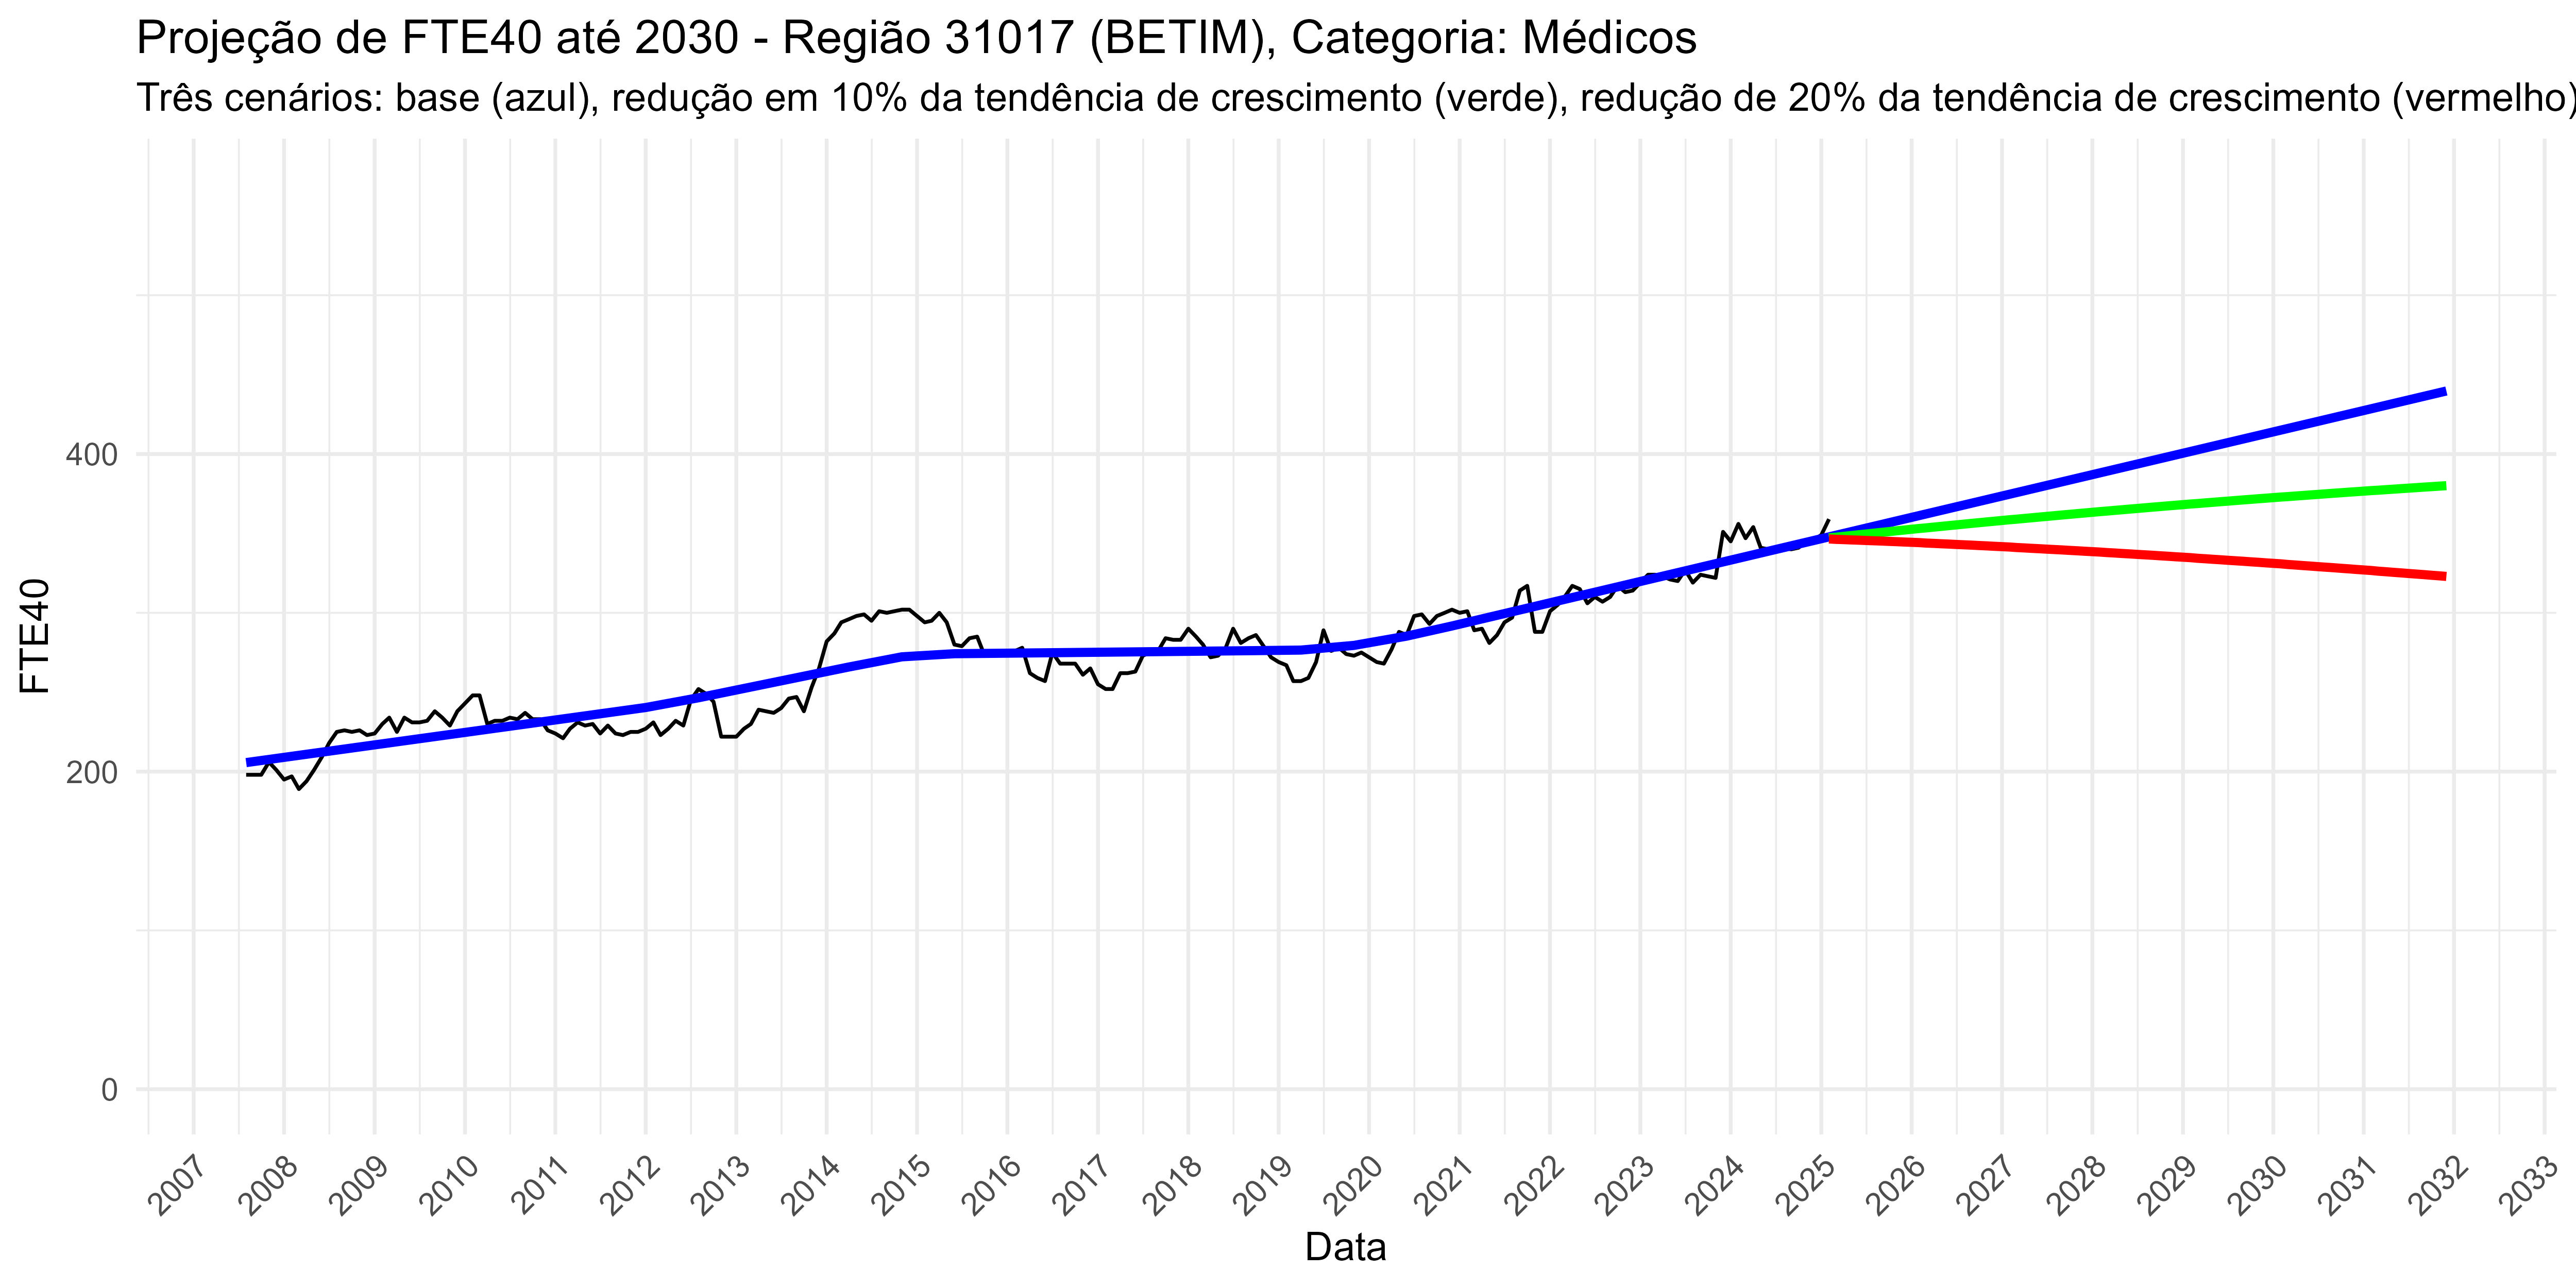 Projeção de FTE40 até 2030 - Região 31017 (BETIM), Categoria: Médicos
Três cenários: base (azul), redução em 10% da tendência de crescimento (verde), redução de 20% da tendência de crescimento (vermelho)
FTE40
400
200
0
2007 2008 2009 2010 2011 2012 2013 2014 2015 2016 2017 2018 2019 2020 2021 2022 2023 2024 2025 2026 2027 2028 2029 2030 2031 2032 2033
Data